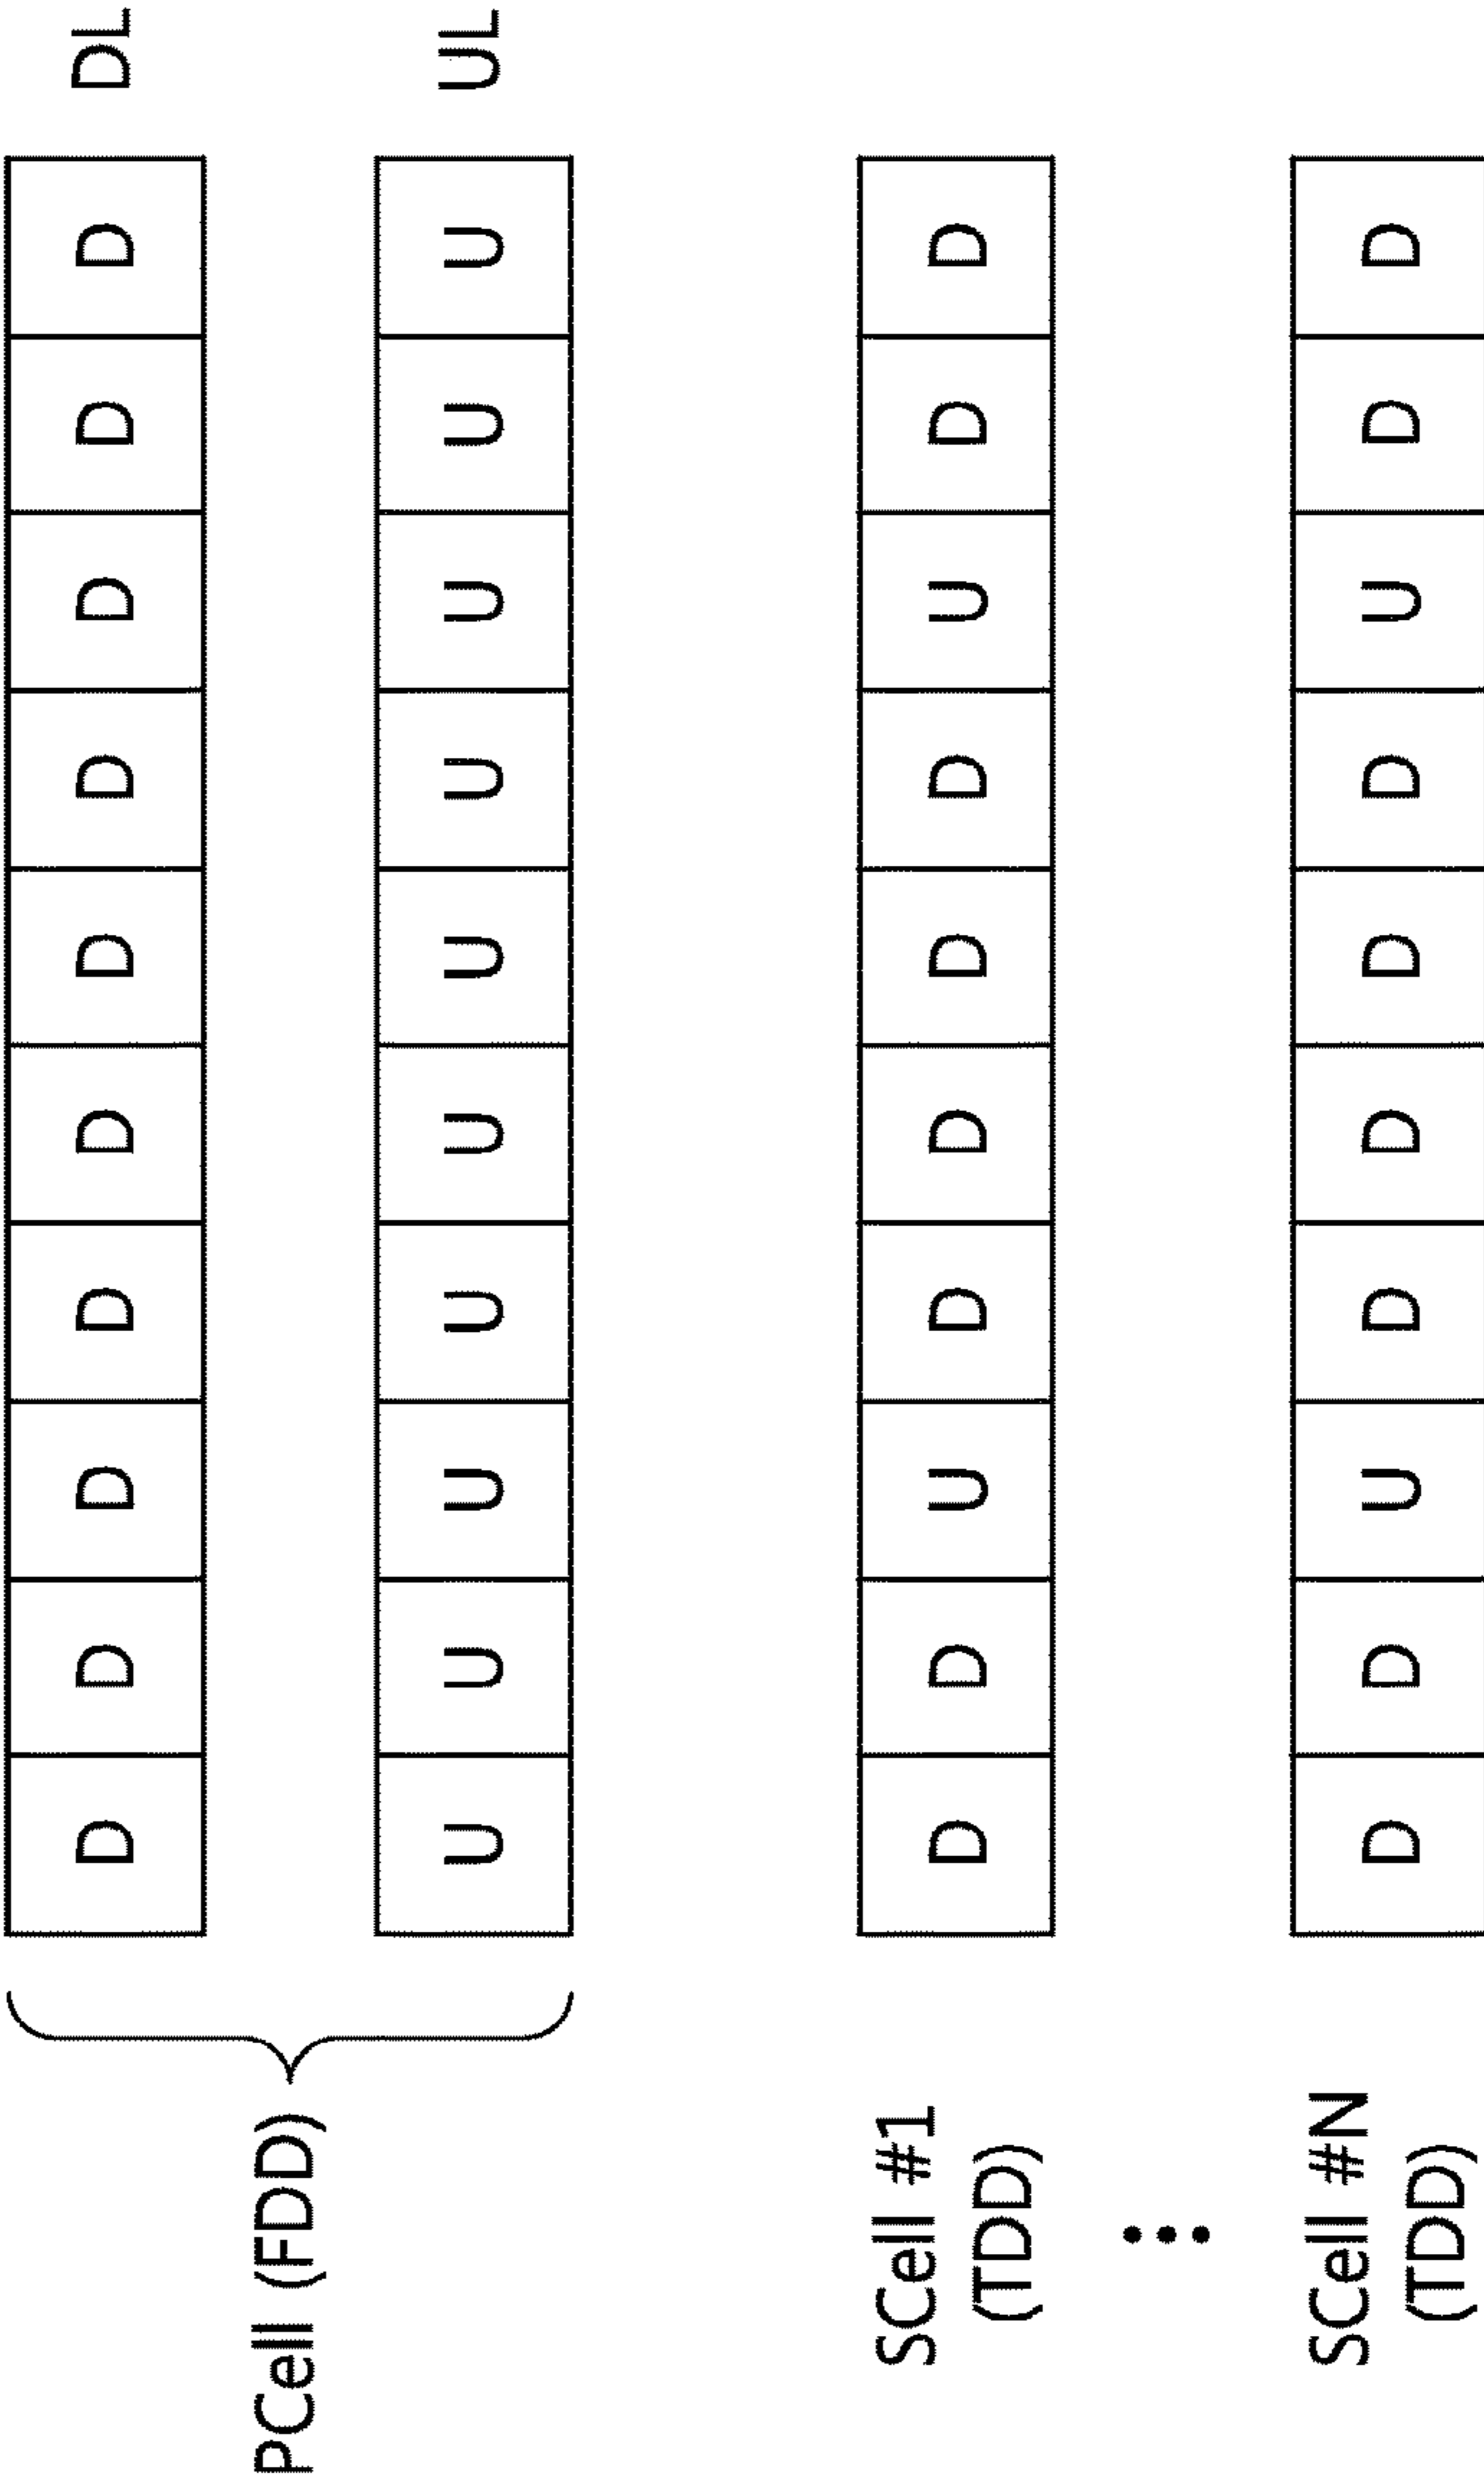 D D D D D D D D D D DL
PCell (FDD)
U U U U U U U U U U UL
SCell #1
(TDD)
D D U D D D D U D D
SCell #N
(TDD)
D D U D D D D U D D